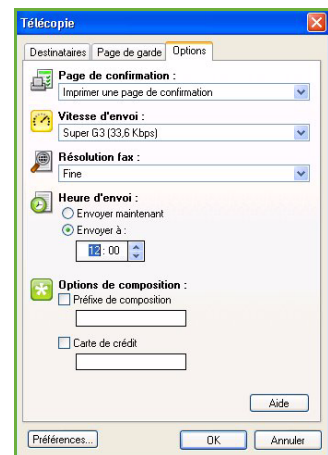 Télécopie
Destinataires Page de garde Options
Page de confirmation :
Imprimer une page de confirmation
Vitesse d'envoi :
Super G3 (33,6 Kbps)
Résolution fax :
Fine
Heure d'envoi :
Envoyer maintenant
Envoyer à :
12 : 00
Options de composition :
Préfixe de composition
Carte de crédit
Aide
Préférences... OK Annuler